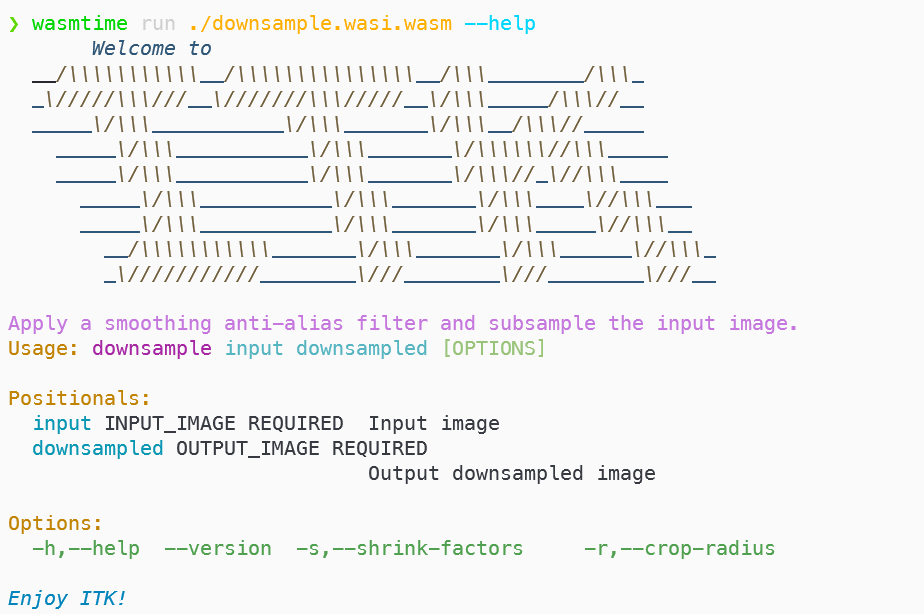 ❯ wasmtime run ./downsample.wasi.wasm --help
Welcome to
__/\\\\\\\\\\\__/\\\\\\\\\\\\\\\__/\\\________/\\\_
_\/////\\\///__\///////\\\/////__\/\\\_____/\\\//__
_____\/\\\___________\/\\\_______\/\\\__/\\\//_____
_____\/\\\___________\/\\\_______\/\\\\\\//\\\_____
_____\/\\\___________\/\\\_______\/\\\//_\//\\\____
_____\/\\\___________\/\\\_______\/\\\____\//\\\___
_____\/\\\___________\/\\\_______\/\\\_____\//\\\__
__/\\\\\\\\\\\_______\/\\\_______\/\\\______\//\\\_
_\///////////________\///________\///________\///__
Apply a smoothing anti-alias filter and subsample the input image.
Usage: downsample input downsampled [OPTIONS]
Positionals:
input INPUT_IMAGE REQUIRED  Input image
downsampled OUTPUT_IMAGE REQUIRED
Output downsampled image
Options:
-h,--help  --version  -s,--shrink-factors     -r,--crop-radius
Enjoy ITK!